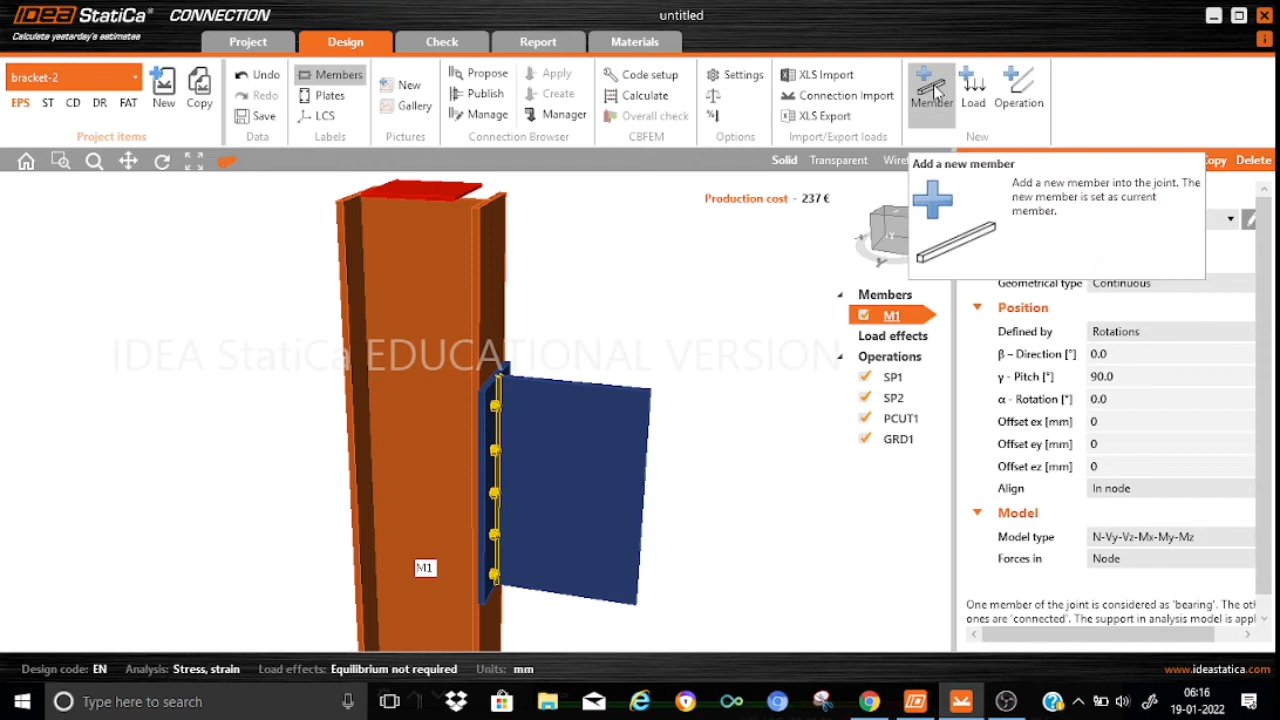 IDEA StatiCa® CONNECTION
Calculate yesterday's estimates
untitled
Project
Design
Check
Report
Materials
bracket-2
EPS ST CD DR FAT
New
Copy
Project items
Undo
Redo
Save
Data
Members
Plates
LCS
Labels
New
Gallery
Pictures
Propose
Publish
Manage
Apply
Create
Manager
Connection Browser
Code setup
Calculate
Overall check
CBFEM
Settings
Options
XLS Import
Connection Import
XLS Export
Import/Export loads
Member
Load
Operation
New
Solid Transparent
Delete
Add a new member
Add a new member into the joint. The
new member is set as current
member.
Production cost - 237 €
IDEA StatiCa EDUCATIONAL VERSION
Members
M1
Load effects
Operations
SP1
SP2
PCUT1
GRD1
Geometrical type Continuous
Position
Defined by Rotations
β – Direction [°] 0.0
γ - Pitch [°] 90.0
α - Rotation [°] 0.0
Offset ex [mm] 0
Offset ey [mm] 0
Offset ez [mm] 0
Align In node
Model
Model type N-Vy-Vz-Mx-My-Mz
Forces in Node
One member of the joint is considered as 'bearing'. The
ones are 'connected'. The support in analysis model is
M1
Design code: EN Analysis: Stress, strain Load effects: Equilibrium not required Units: mm
www.ideastatica.com
Type here to search
06:16
19-01-2022